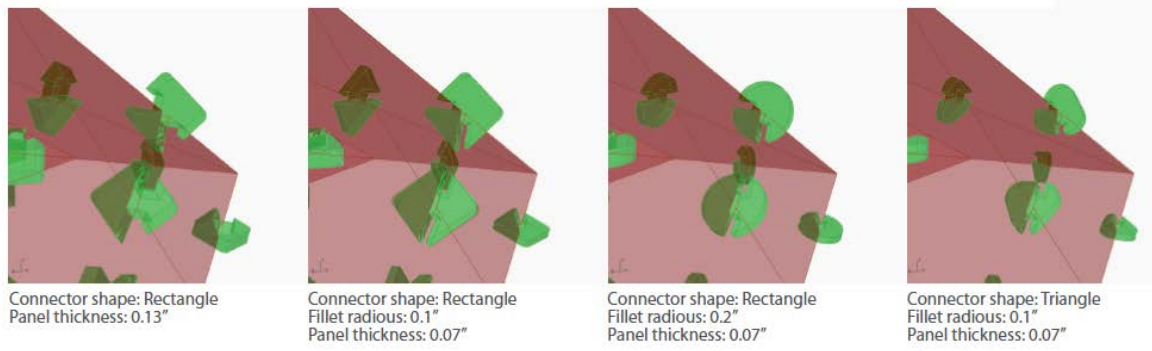 Connector shape: Rectangle
Panel thickness: 0.13”
Connector shape: Rectangle
Fillet radious: 0.1”
Panel thickness: 0.07”
Connector shape: Rectangle
Fillet radious: 0.2”
Panel thickness: 0.07”
Connector shape: Triangle
Fillet radious: 0.1”
Panel thickness: 0.07”